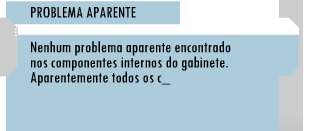 PROBLEMA APARENTE
Nenhum problema aparente encontrado
nos componentes internos do gabinete.
Aparentemente todos os c_